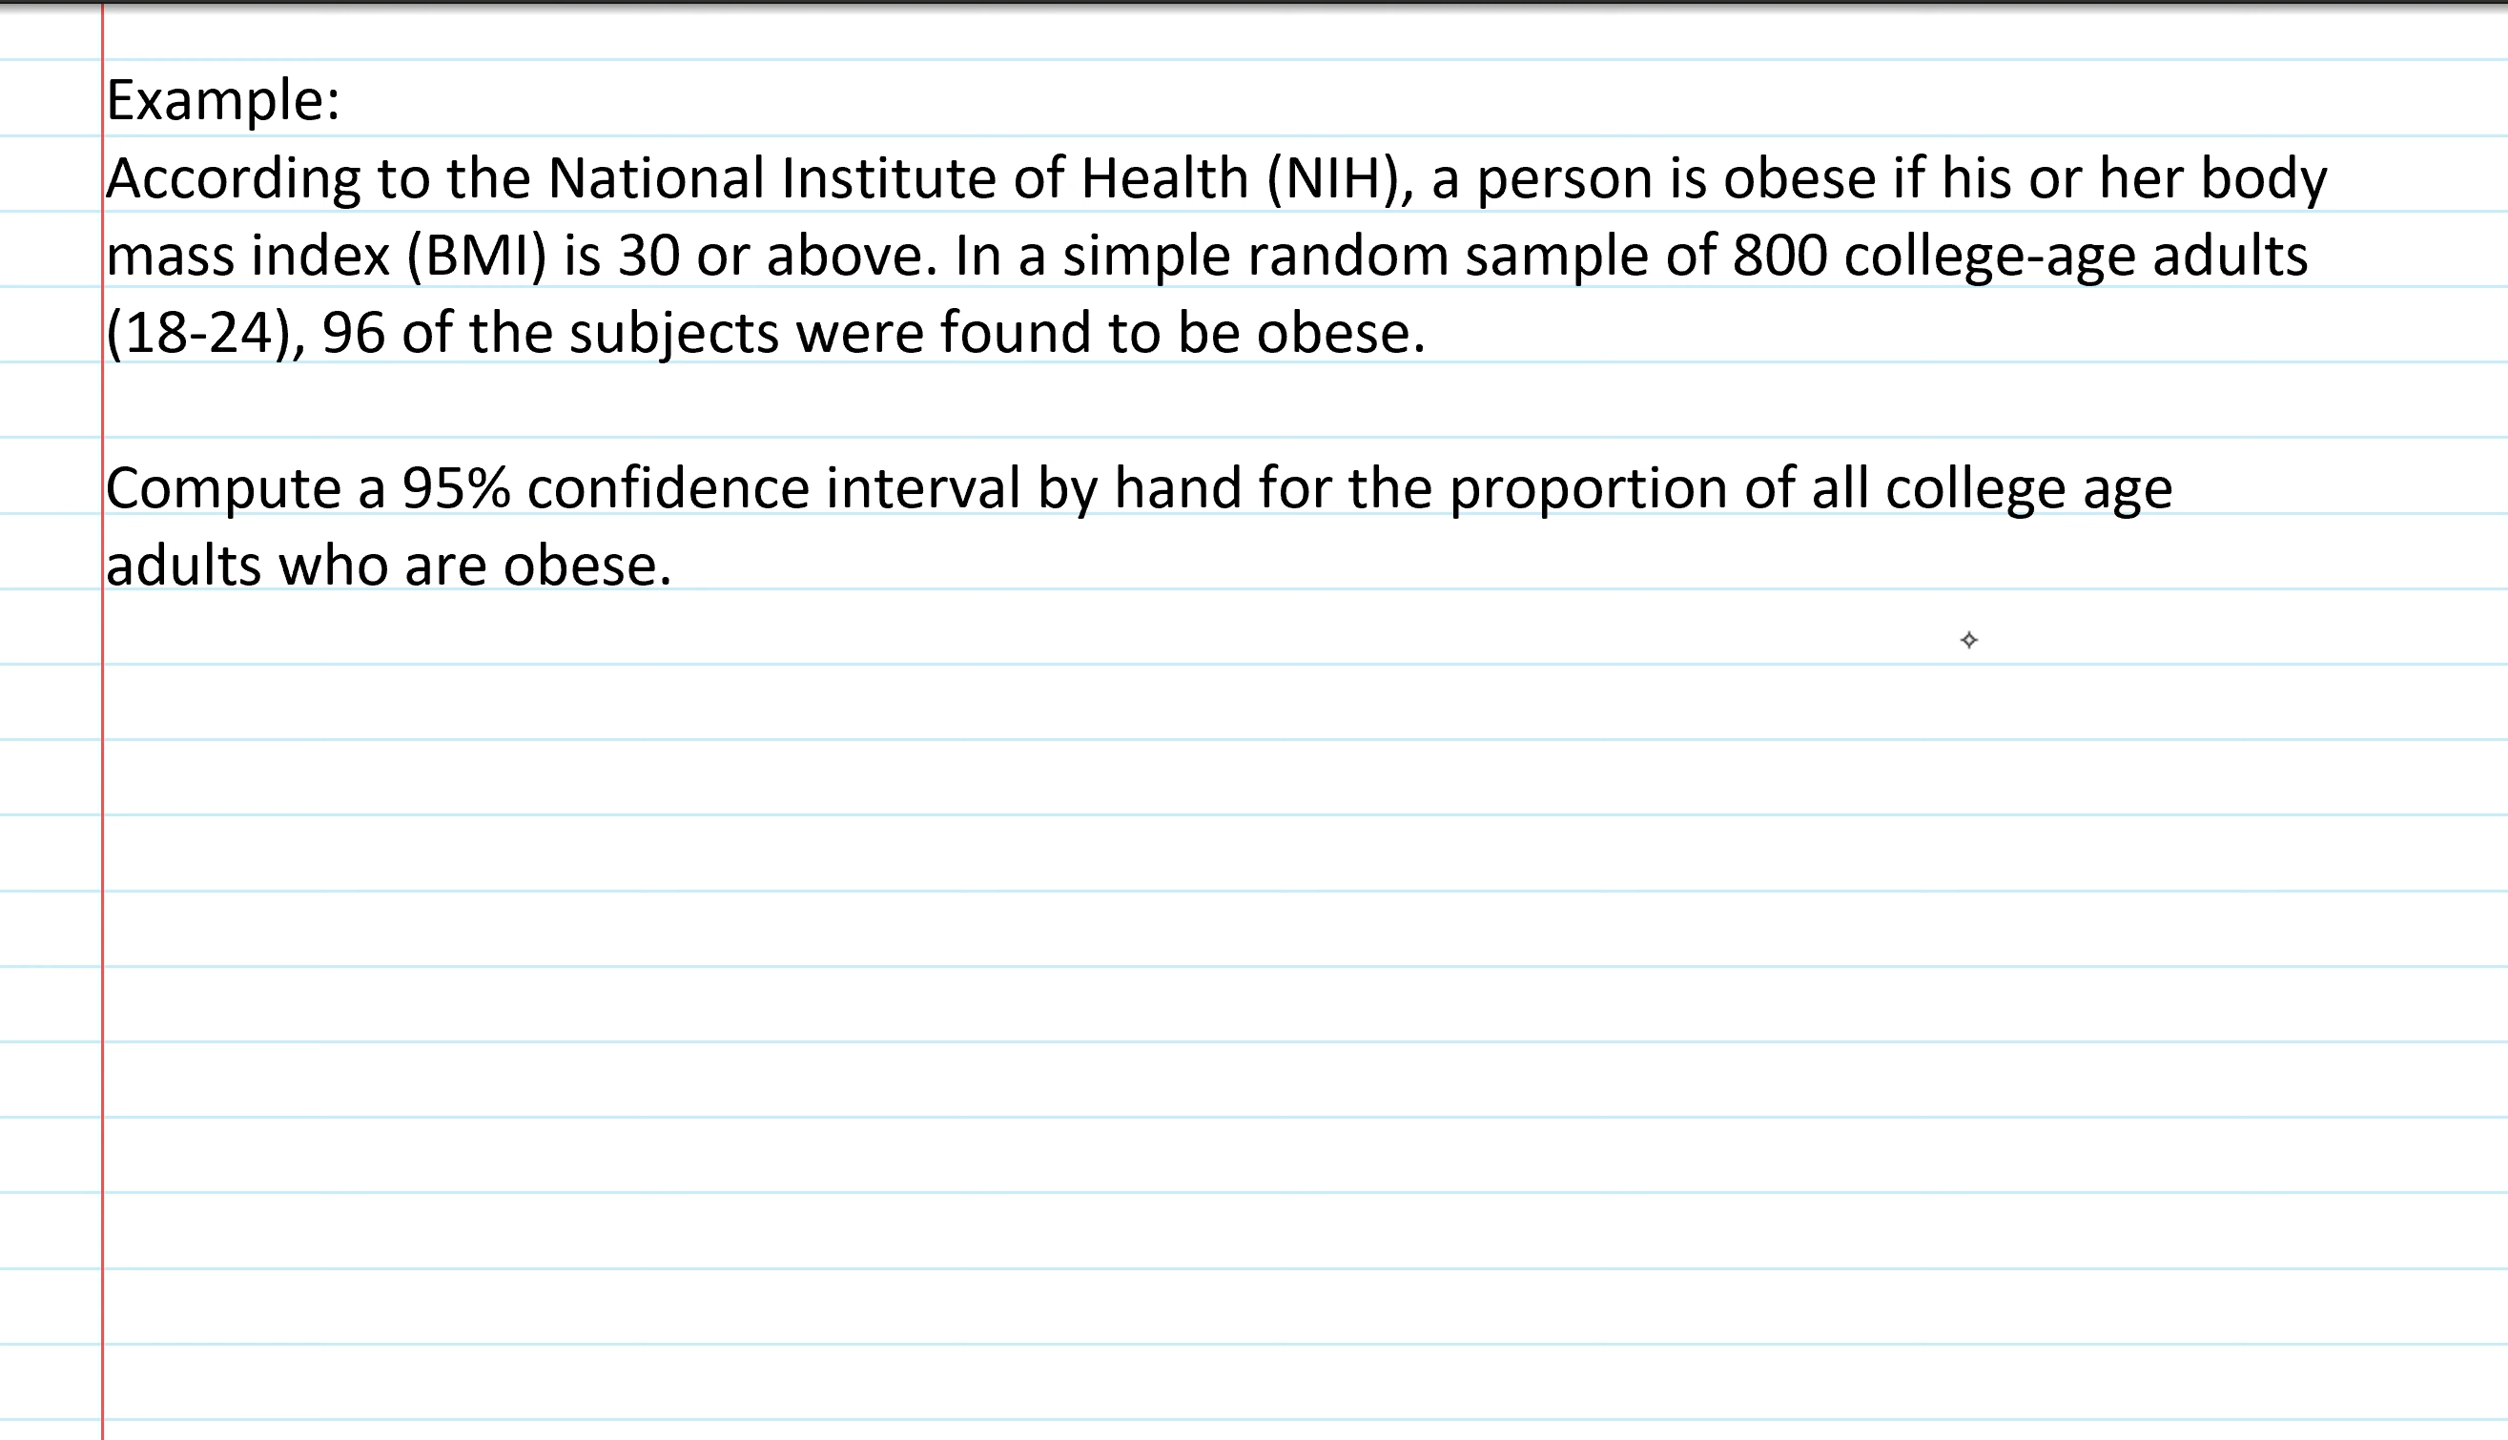 Example:
According to the National Institute of Health (NIH), a person is obese if his or her body
mass index (BMI) is 30 or above. In a simple random sample of 800 college-age adults
(18-24), 96 of the subjects were found to be obese.
Compute a 95% confidence interval by hand for the proportion of all college age
adults who are obese.